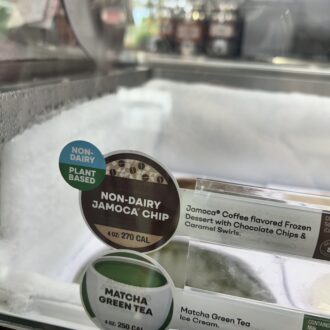 NON-
DAIRY
PLANT
BASED
NON-DAIRY
JAMOCA® CHIP
4 OZ: 270 CAL
Jamoca® Coffee flavored Frozen
Dessert with Chocolate Chips &
Caramel Swirls.
MATCHA
GREEN TEA
4 OZ: 250 CAL
Matcha Green Tea
Ice Cream.